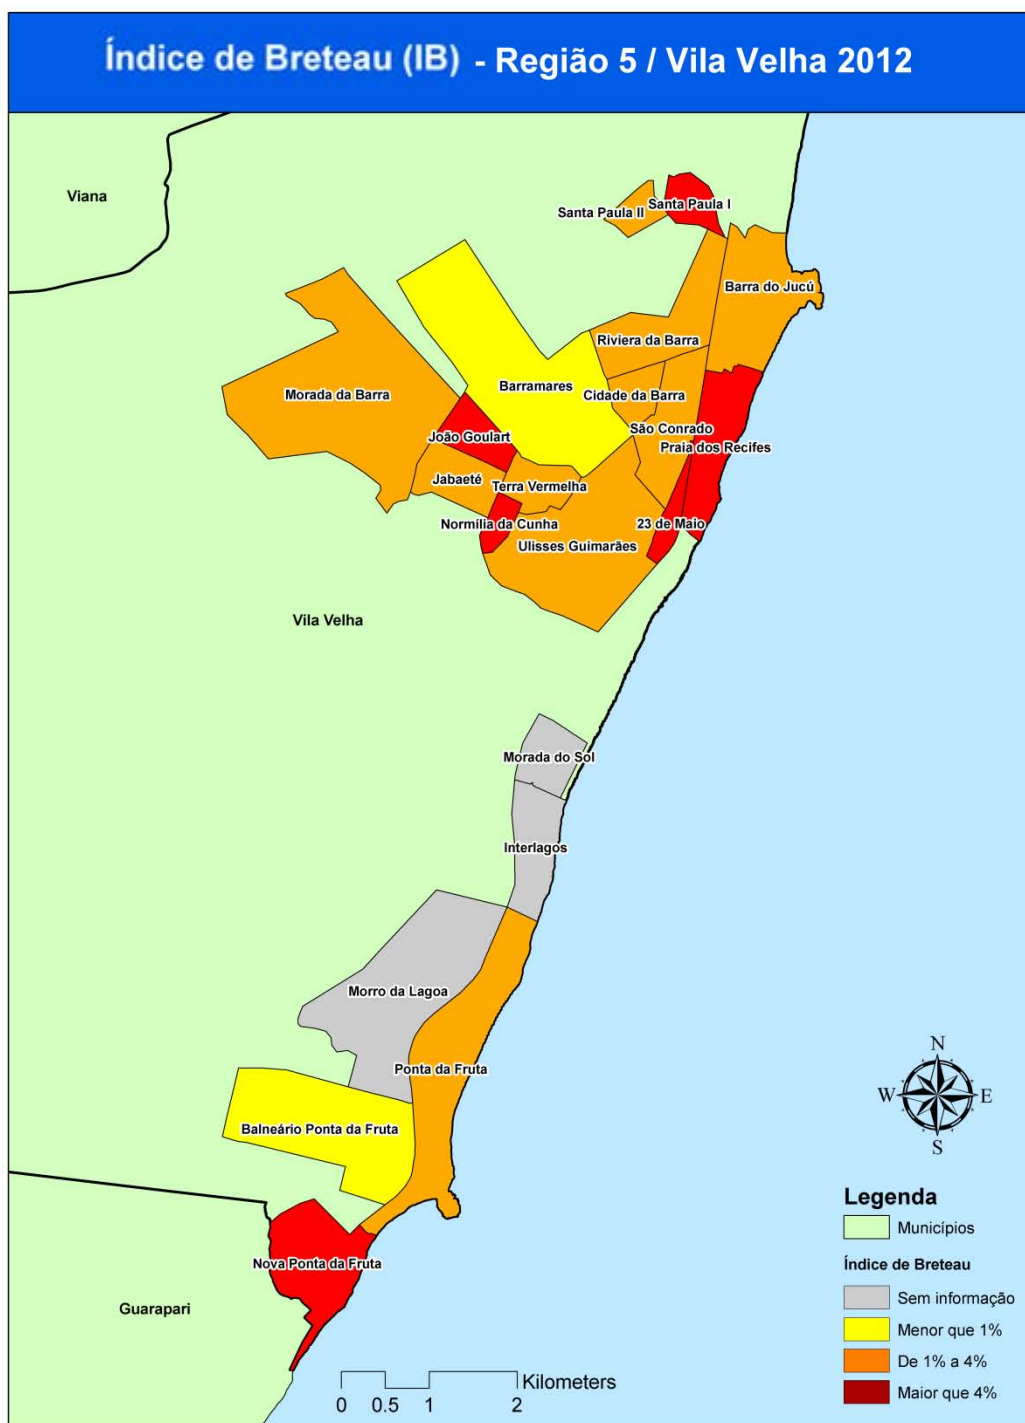 Índice de Breteau (IB) - Região 5 / Vila Velha 2012
Viana
Santa Paula II
Santa Paula I
Barra do Jucú
Riviera da Barra
Barramares
Morada da Barra
Cidade da Barra
João Goulart
São Conrado
Praia dos Recifes
Jabaeté
Terra Vermelha
Normília da Cunha
23 de Maio
Ulisses Guimarães
Vila Velha
Morada do Sol
Interlagos
Morro da Lagoa
Ponta da Fruta
Balneário Ponta da Fruta
Nova Ponta da Fruta
Guarapari
N
W E
S
Legenda
Municípios
Índice de Breteau
Sem informação
Menor que 1%
De 1% a 4%
Maior que 4%
Kilometers
0 0.5 1 2